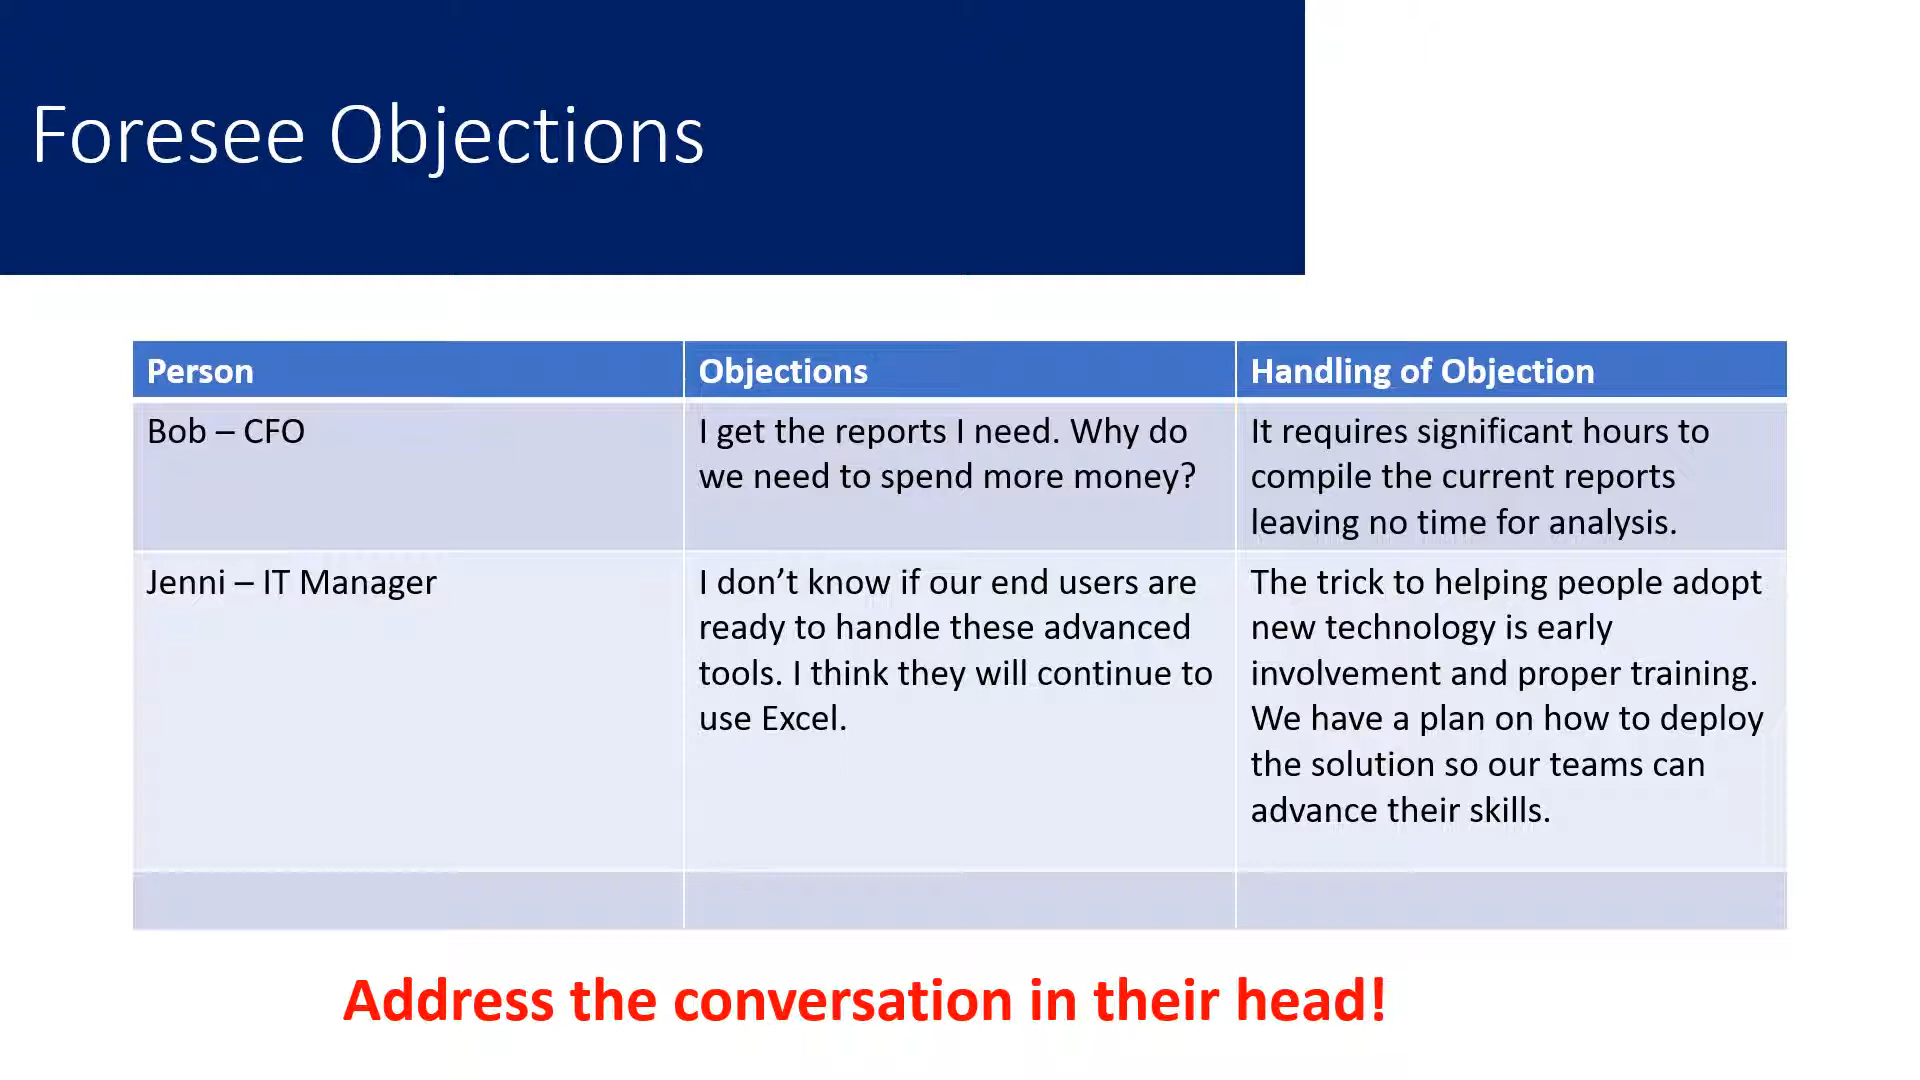 Foresee Objections
Person
Objections
Handling of Objection
Bob – CFO
I get the reports I need. Why do
we need to spend more money?
It requires significant hours to
compile the current reports
leaving no time for analysis.
Jenni – IT Manager
I don’t know if our end users are
ready to handle these advanced
tools. I think they will continue to
use Excel.
The trick to helping people adopt
new technology is early
involvement and proper training.
We have a plan on how to deploy
the solution so our teams can
advance their skills.
Address the conversation in their head!